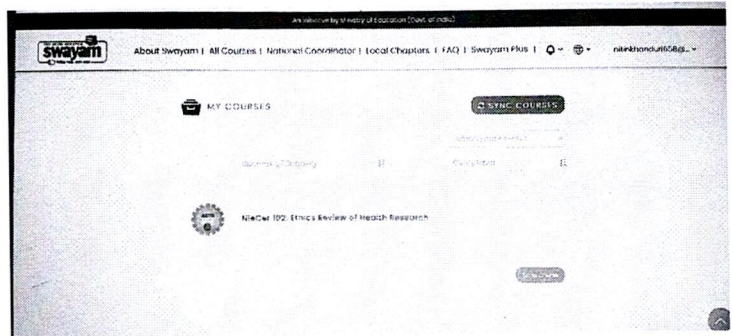 An initiative by Ministry of Education (Govt. of India)
swayam
About Swayam | All Courses | National Coordinator | Local Chapters | FAQ | Swayam Plus |
MY COURSES
SYNC COURSES
Completed
NIeCer 102: Ethics Review of Health Research